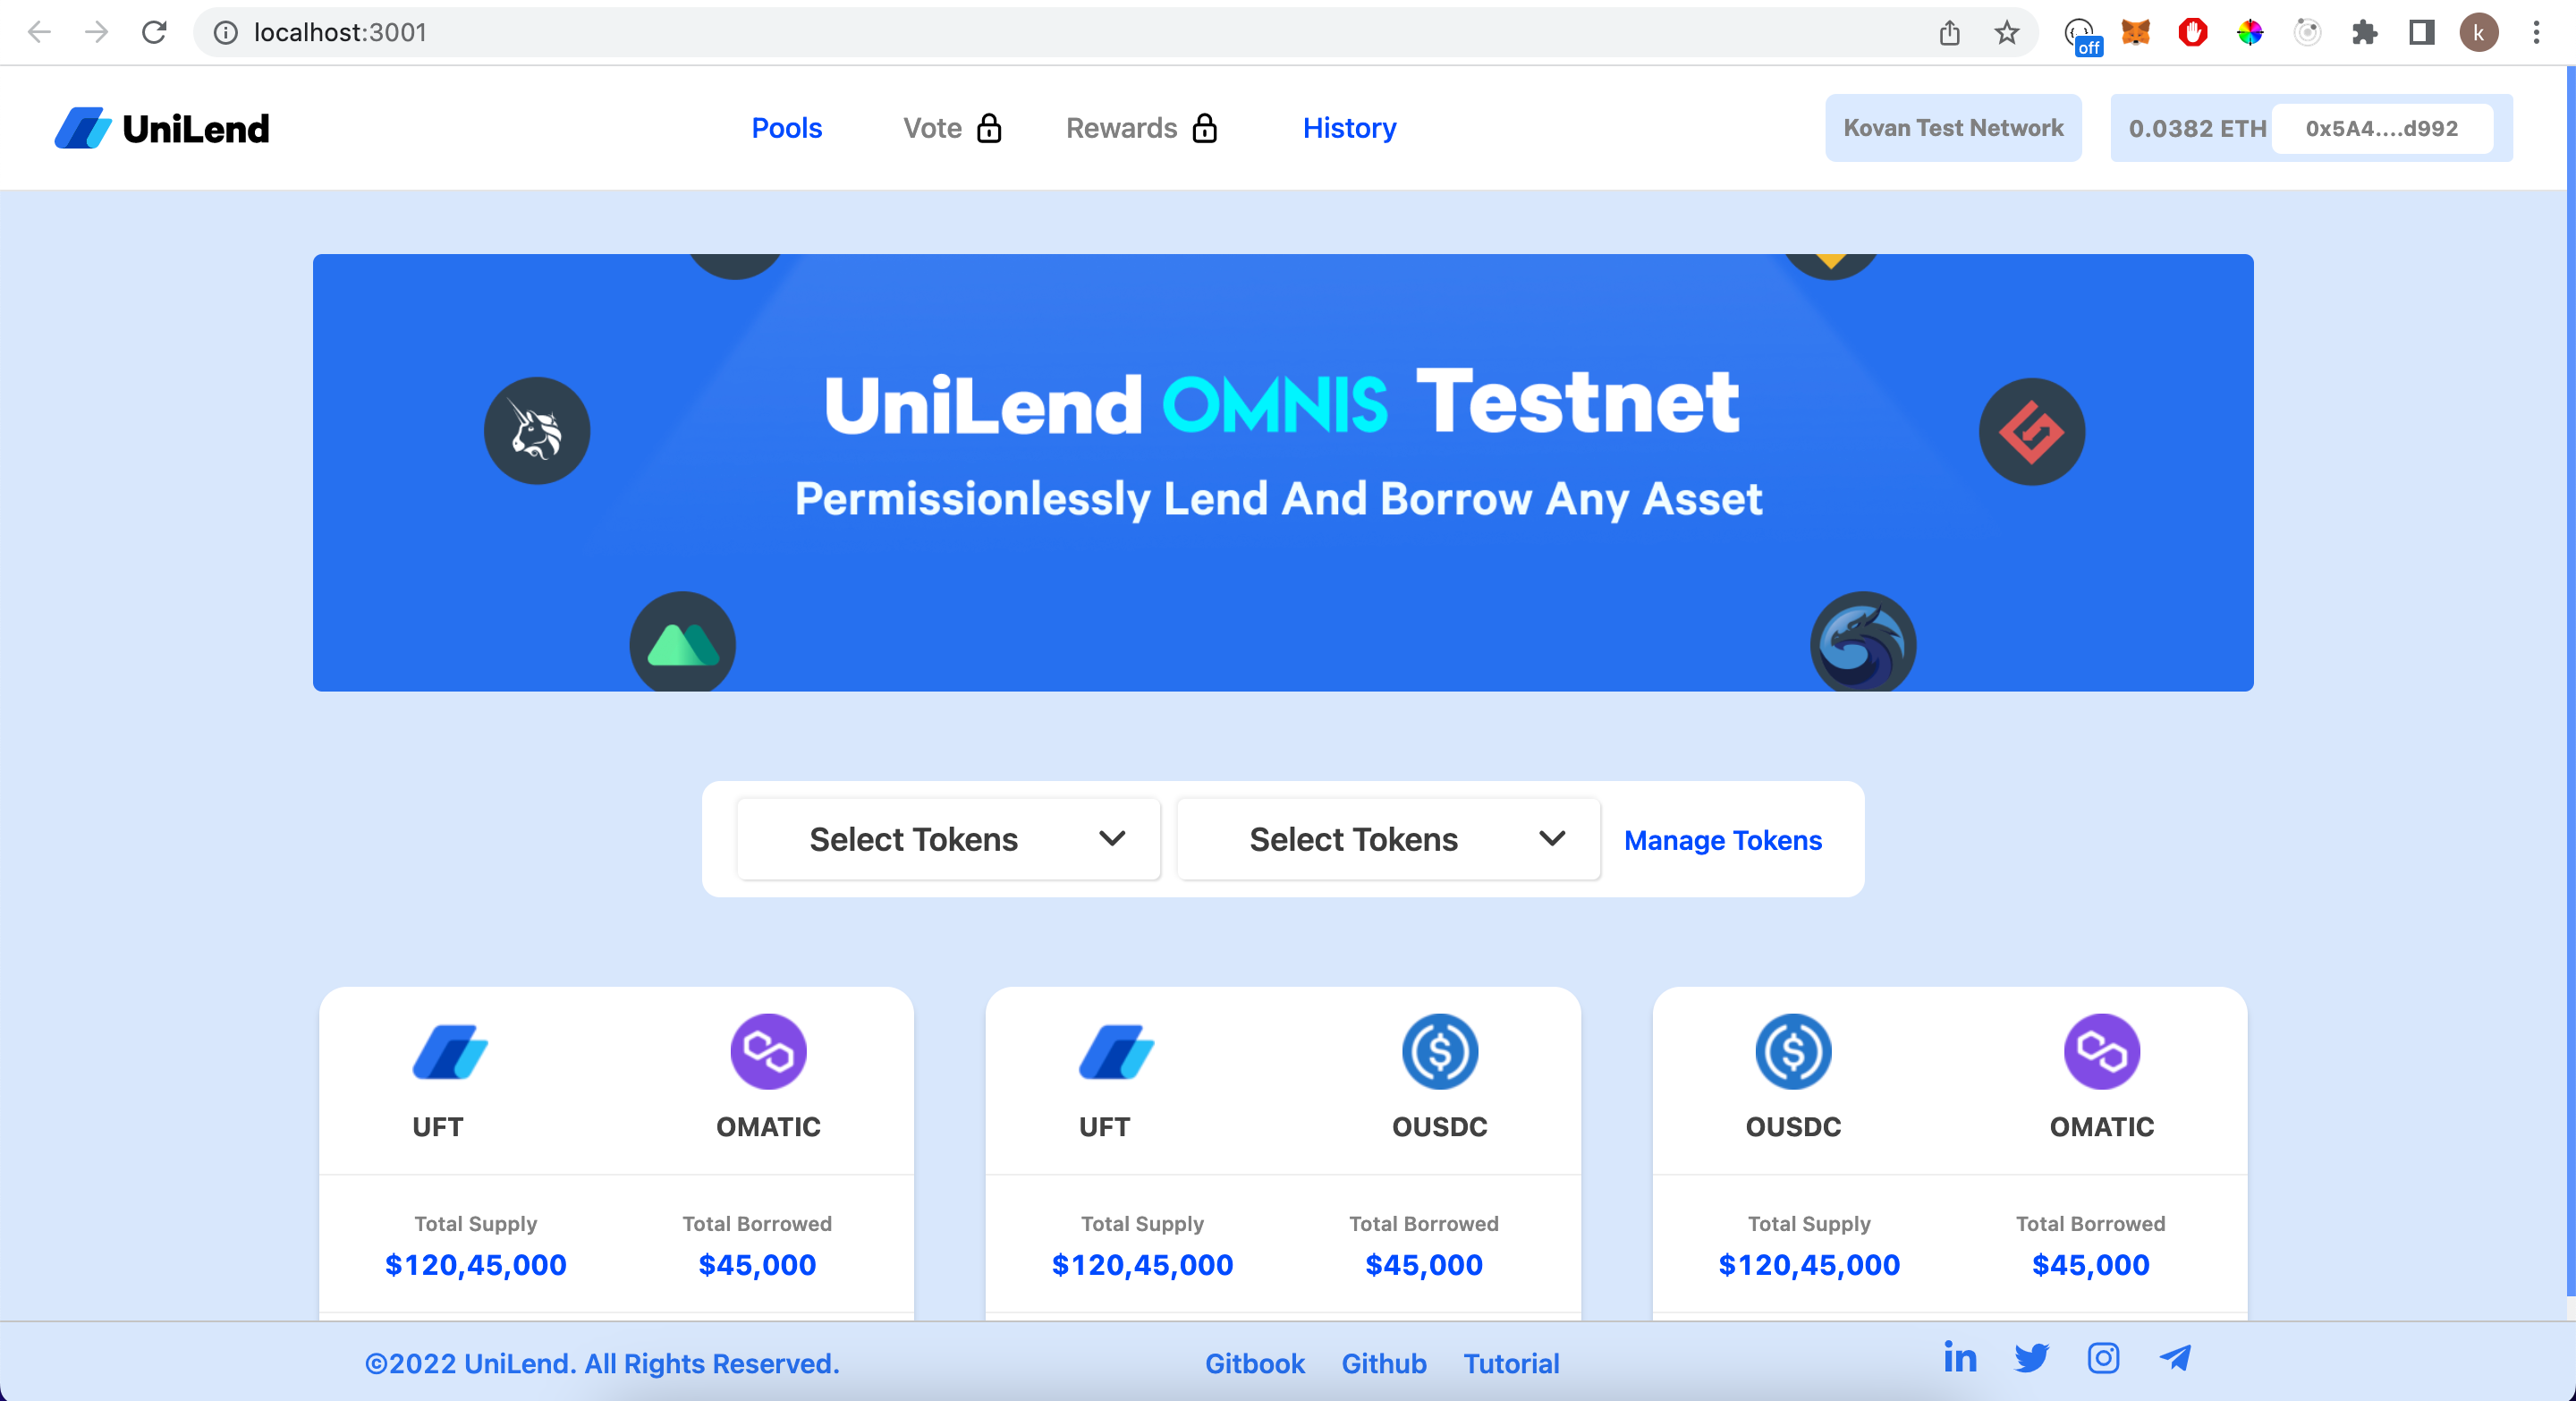 localhost:3001
off
k
UniLend
Pools
Vote
Rewards
History
Kovan Test Network
0.0382 ETH
0x5A4....d992
UniLend OMNIS Testnet
Permissionlessly Lend And Borrow Any Asset
Select Tokens
Select Tokens
Manage Tokens
UFT
OMATIC
UFT
OUSDC
OUSDC
OMATIC
Total Supply
Total Borrowed
Total Supply
Total Borrowed
Total Supply
Total Borrowed
$120,45,000
$45,000
$120,45,000
$45,000
$120,45,000
$45,000
©2022 UniLend. All Rights Reserved.
Gitbook
Github
Tutorial
in